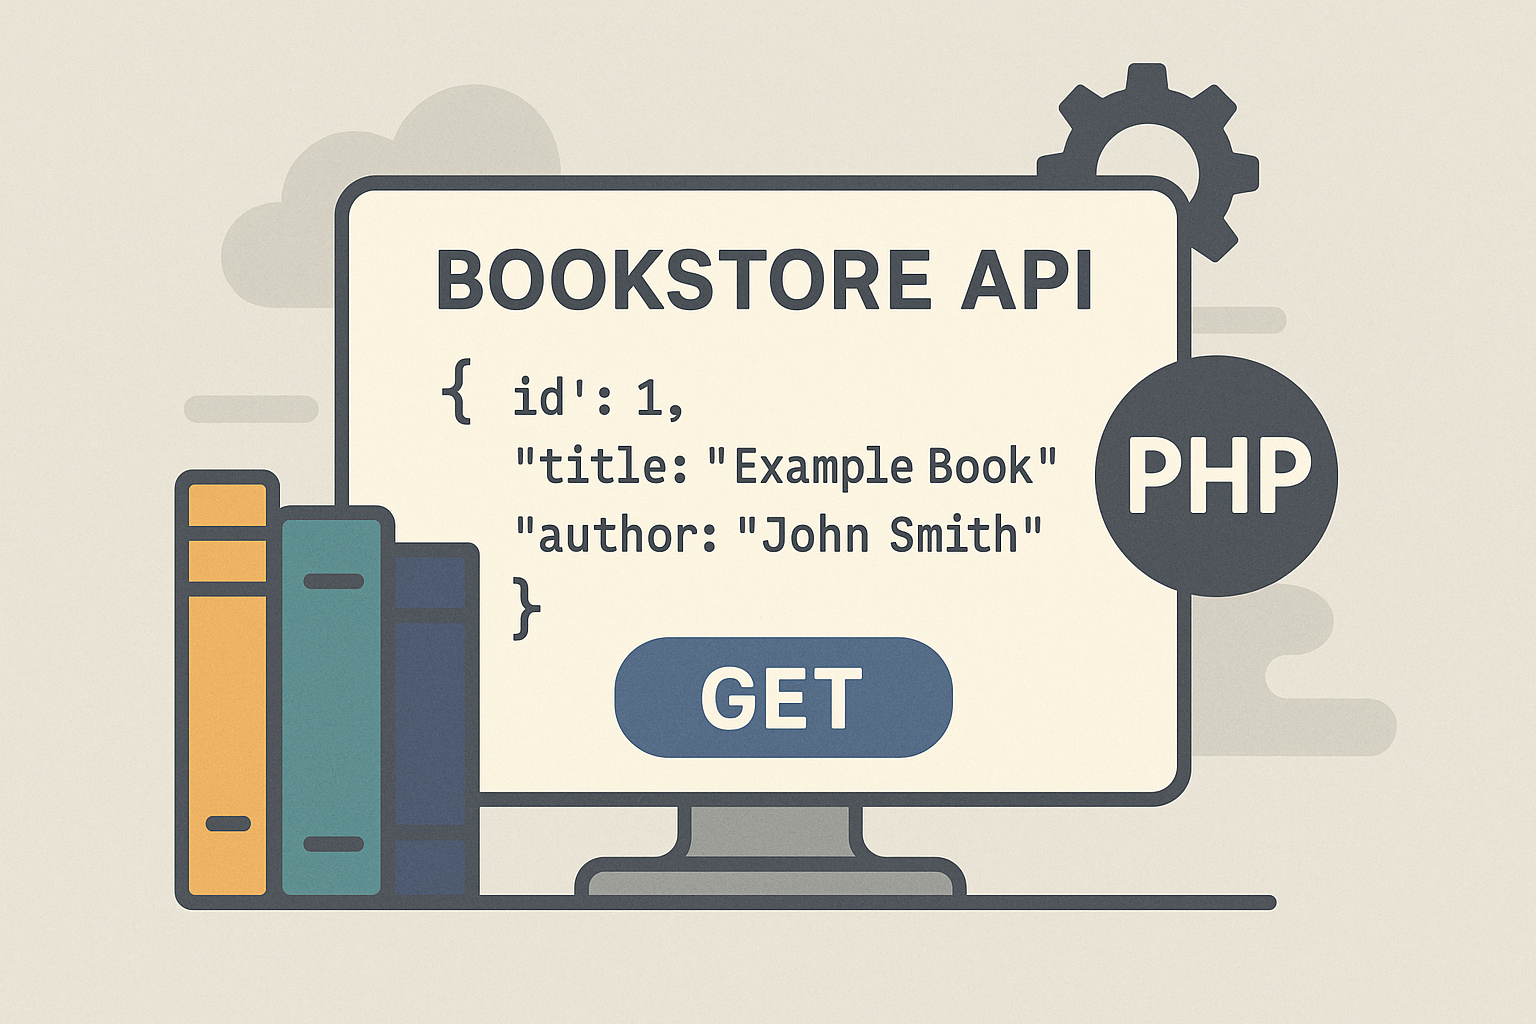 BOOKSTORE API
{ id': 1,
"title: "Example Book"
"author: "John Smith"
}
GET
PHP